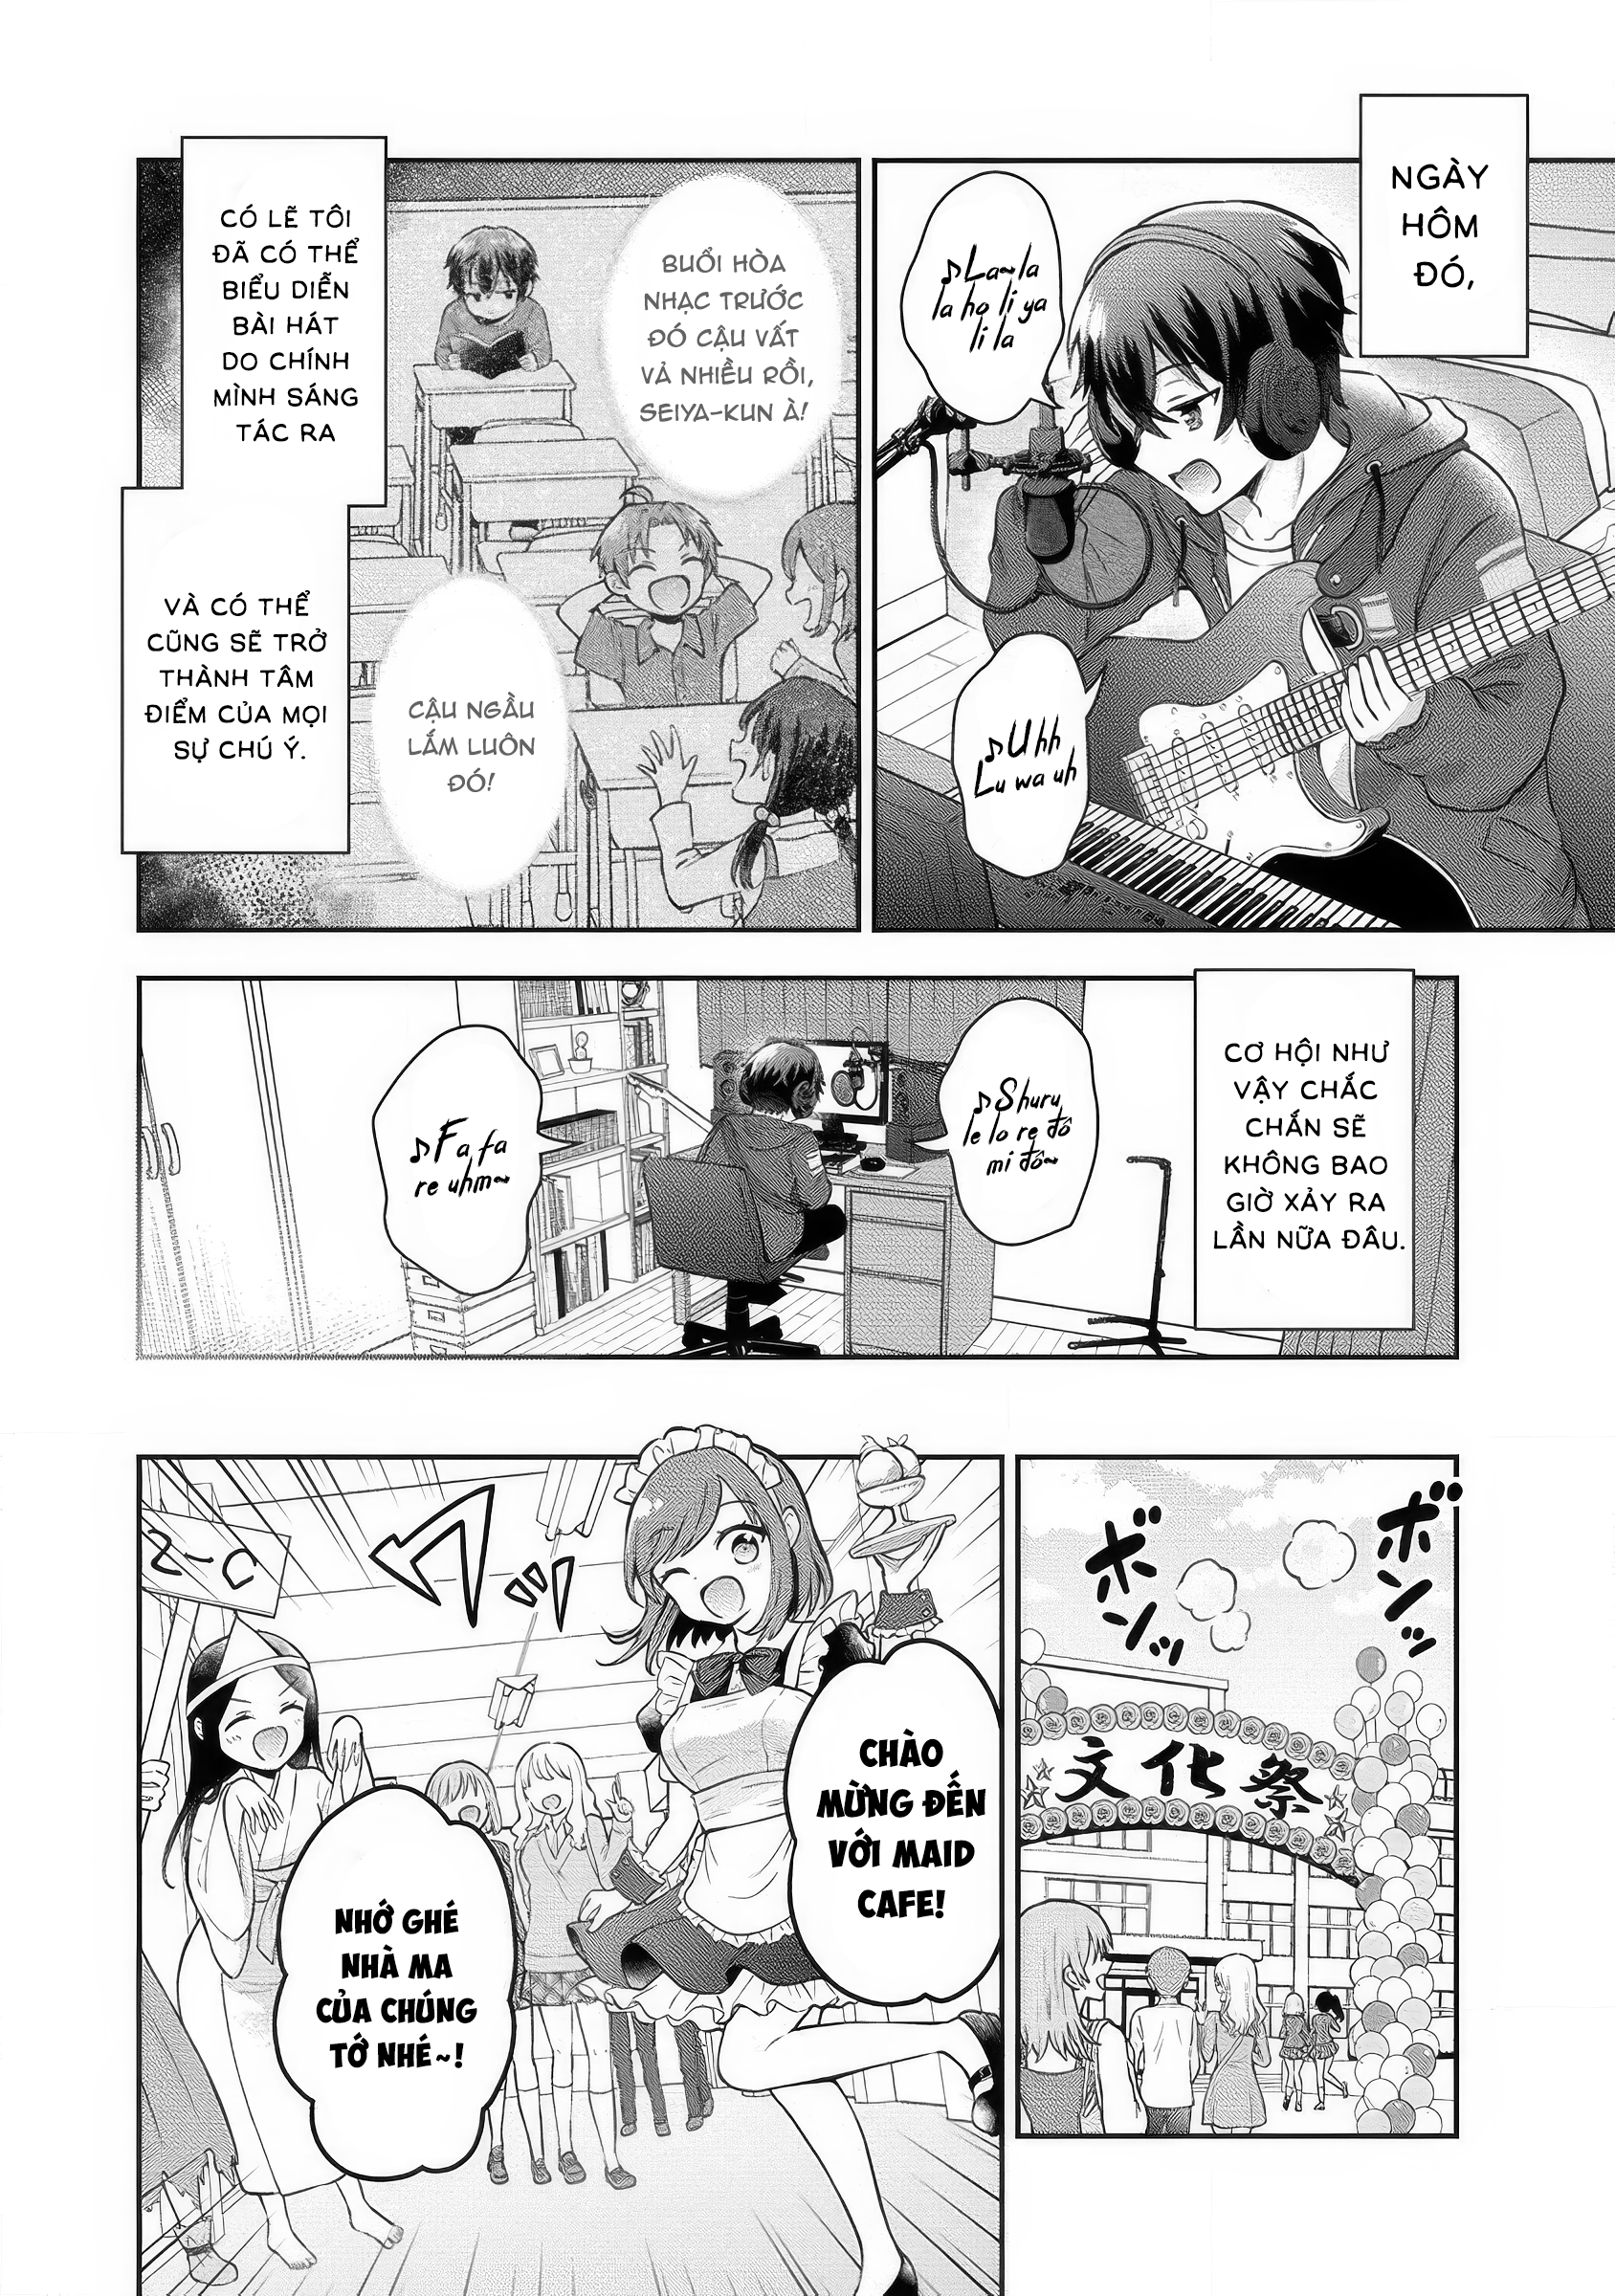 NGÀY
HÔM
ĐÓ,
♪La~la
la ho li ya
li la
♪Uhh
Lu wa uh
BUỔI HÒA
NHẠC TRƯỚC
ĐÓ CẬU VẤT
VẢ NHIỀU RỒI,
SEIYA-KUN À!
CẬU NGẦU
LẮM LUÔN
ĐÓ!
CÓ LẼ TÔI
ĐÃ CÓ THỂ
BIỂU DIỄN
BÀI HÁT
DO CHÍNH
MÌNH SÁNG
TÁC RA
VÀ CÓ THỂ
CŨNG SẼ TRỞ
THÀNH TÂM
ĐIỂM CỦA MỌI
SỰ CHÚ Ý.
CƠ HỘI NHƯ
VẬY CHẮC
CHẮN SẼ
KHÔNG BAO
GIỜ XẢY RA
LẦN NỮA ĐÂU.
♪Shuru
le lo re đô
mi đô~
♪Fa fa
re uhm~
ボンッ
ボンッ
文化祭
CHÀO
MỪNG ĐẾN
VỚI MAID
CAFE!
ワッ
2-C
NHỚ GHÉ
NHÀ MA
CỦA CHÚNG
TỚ NHÉ~!